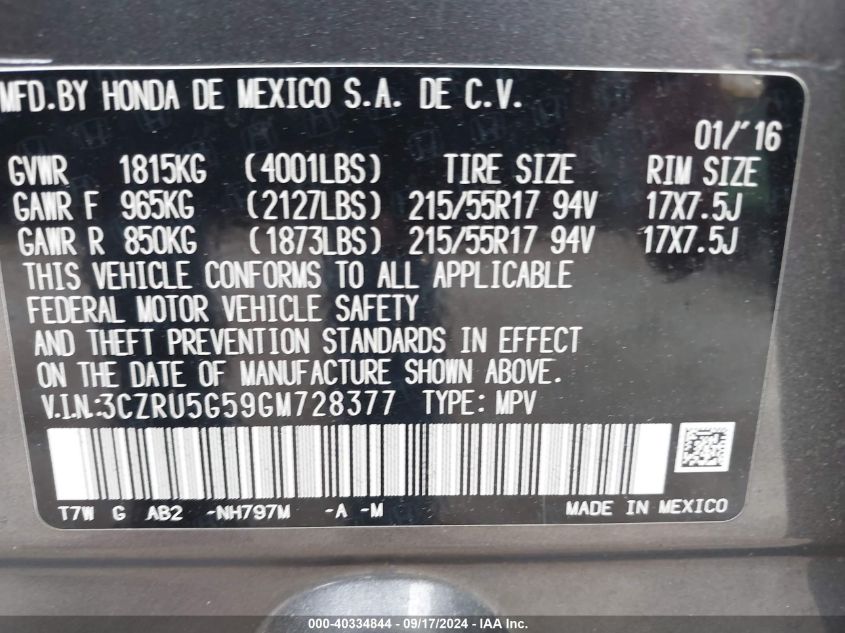 MFD.BY HONDA DE MEXICO S.A. DE C.V.
01/'16
GVWR 1815KG (4001LBS) TIRE SIZE RIM SIZE
GAWR F 965KG (2127LBS) 215/55R17 94V 17X7.5J
GAWR R 850KG (1873LBS) 215/55R17 94V 17X7.5J
THIS VEHICLE CONFORMS TO ALL APPLICABLE
FEDERAL MOTOR VEHICLE SAFETY
AND THEFT PREVENTION STANDARDS IN EFFECT
ON THE DATE OF MANUFACTURE SHOWN ABOVE.
V.I.N.:3CZRU5G59GM728377 TYPE: MPV
T7W G AB2 -NH797M -A -M MADE IN MEXICO
000-40334844 - 09/17/2024 - IAA Inc.